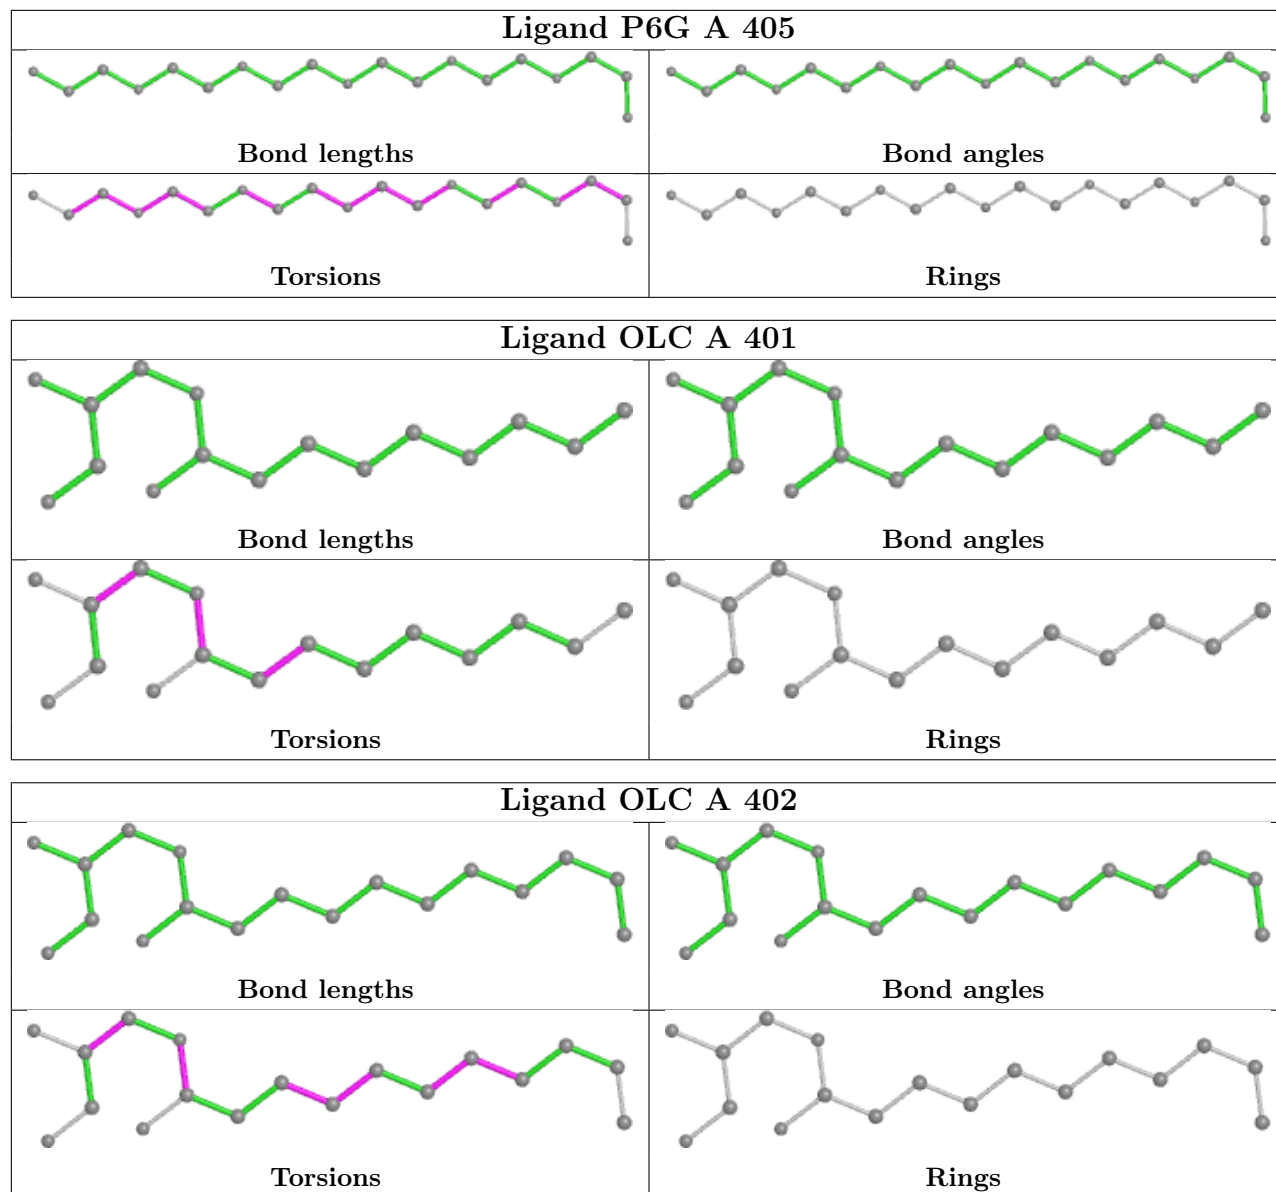 Ligand P6G A 405
Bond lengths Bond angles
Torsions Rings
Ligand OLC A 401
Bond lengths Bond angles
Torsions Rings
Ligand OLC A 402
Bond lengths Bond angles
Torsions Rings